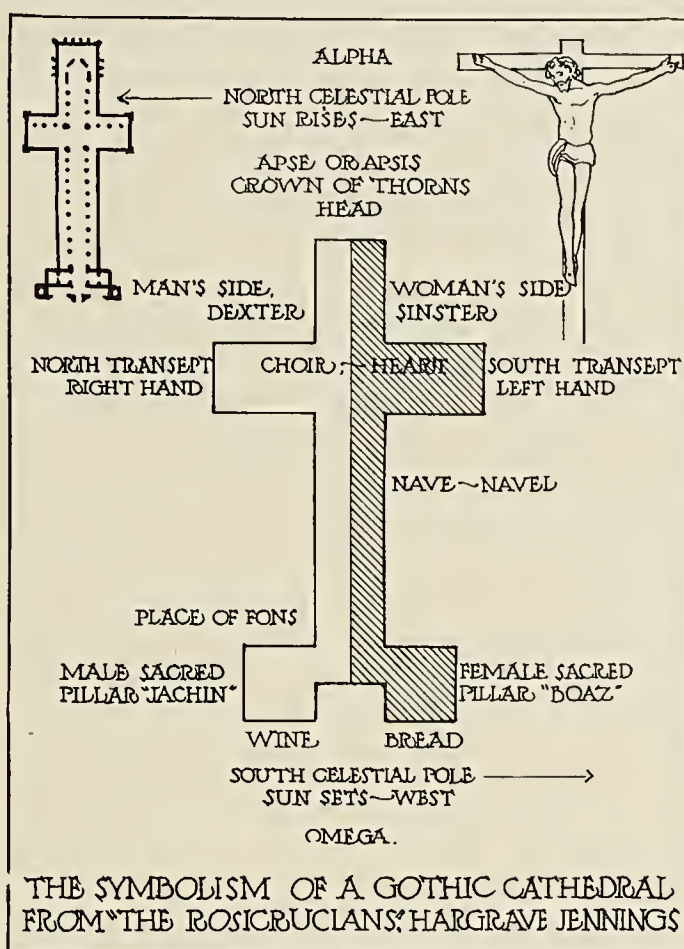 ALPHA
NORTH CELESTIAL POLE
SUN RISES~EAST
APSE OR APSIS
CROWN OF THORNS
HEAD
MAN'S SIDE,
DEXTER
WOMAN'S SIDE
SINSTER
NORTH TRANSEPT
RIGHT HAND
CHOIR,~HEART
SOUTH TRANSEPT
LEFT HAND
NAVE~NAVEL
PLACE OF FONS
MALE SACRED
PILLAR "JACHIN"
FEMALE SACRED
PILLAR "BOAZ"
WINE
BREAD
SOUTH CELESTIAL POLE
SUN SETS~WEST
OMEGA.
THE SYMBOLISM OF A GOTHIC CATHEDRAL
FROM "THE ROSICRUCIANS," HARGRAVE JENNINGS